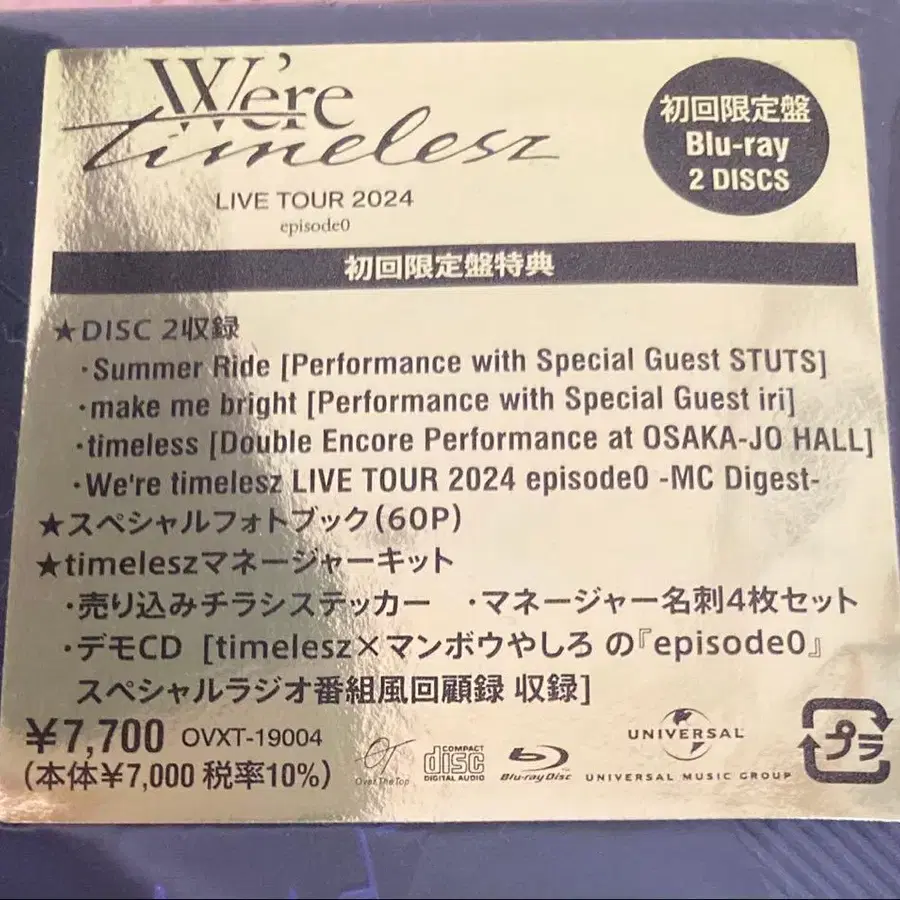 We're
timelesz
LIVE TOUR 2024
episode0
初回限定盤
Blu-ray
2 DISCS
初回限定盤特典
★DISC 2収録
・Summer Ride [Performance with Special Guest STUTS]
・make me bright [Performance with Special Guest iri]
・timeless [Double Encore Performance at OSAKA-JO HALL]
・We're timelesz LIVE TOUR 2024 episode0 -MC Digest-
★スペシャルフォトブック(60P)
★timeleszマネージャーキット
・売り込みチラシステッカー ・マネージャー名刺4枚セット
・デモCD [timelesz×マンボウやしろ の『episode0』
スペシャルラジオ番組風回顧録 収録]
¥7,700 OVXT-19004
(本体¥7,000 税率10%)
OT
Over The Top
COMPACT
disc
DIGITAL AUDIO
Blu-ray Disc
UNIVERSAL
UNIVERSAL MUSIC GROUP
プラ